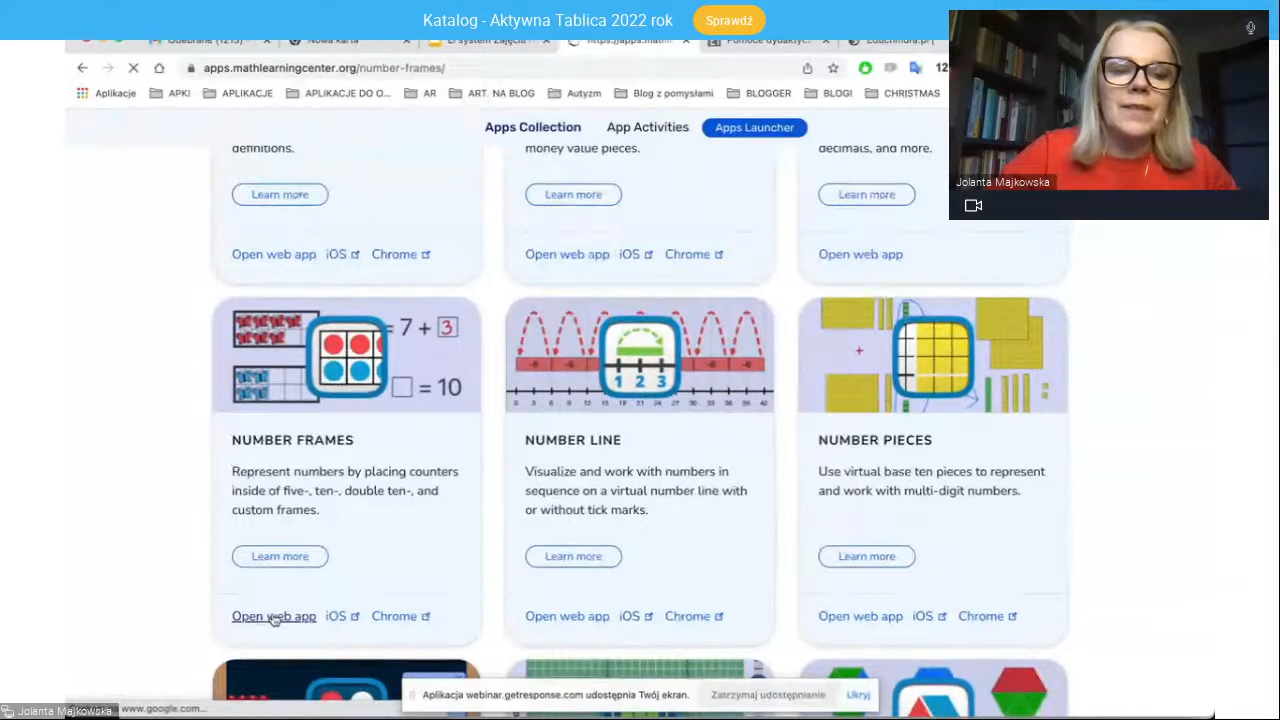 Katalog - Aktywna Tablica 2022 rok
Sprawdź
apps.mathlearningcenter.org/number-frames/
Aplikacje
APKI
APLIKACJE
APLIKACJE DO O...
AR
ART. NA BLOG
Autyzm
Blog z pomysłami
BLOGGER
BLOGI
CHRISTMAS
Apps Collection
App Activities
Apps Launcher
definitions.
money value pieces.
decimals, and more.
Learn more
Learn more
Learn more
Open web app iOS Chrome
Open web app iOS Chrome
Open web app
Jolanta Majkowska
= 7 + 3
= 10
1 2 3
NUMBER FRAMES
Represent numbers by placing counters
inside of five-, ten-, double ten-, and
custom frames.
Learn more
Open web app iOS Chrome
NUMBER LINE
Visualize and work with numbers in
sequence on a virtual number line with
or without tick marks.
Learn more
Open web app iOS Chrome
NUMBER PIECES
Use virtual base ten pieces to represent
and work with multi-digit numbers.
Learn more
Open web app iOS Chrome
Aplikacja webinar.getresponse.com udostępnia Twój ekran.
Zatrzymaj udostępnianie
Ukryj
www.google.com...
Jolanta Majkowska